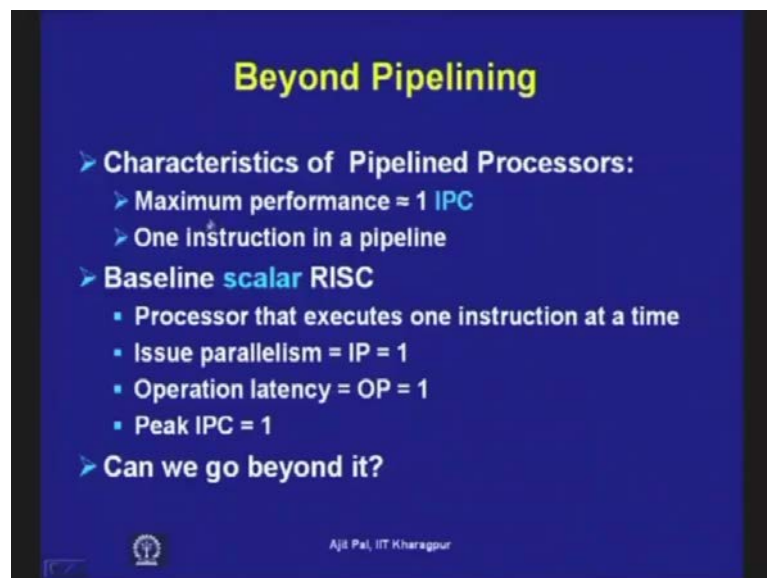 Beyond Pipelining
Characteristics of Pipelined Processors:
Maximum performance ≈ 1 IPC
One instruction in a pipeline
Baseline scalar RISC
Processor that executes one instruction at a time
Issue parallelism = IP = 1
Operation latency = OP = 1
Peak IPC = 1
Can we go beyond it?
Ajit Pal, IIT Kharagpur